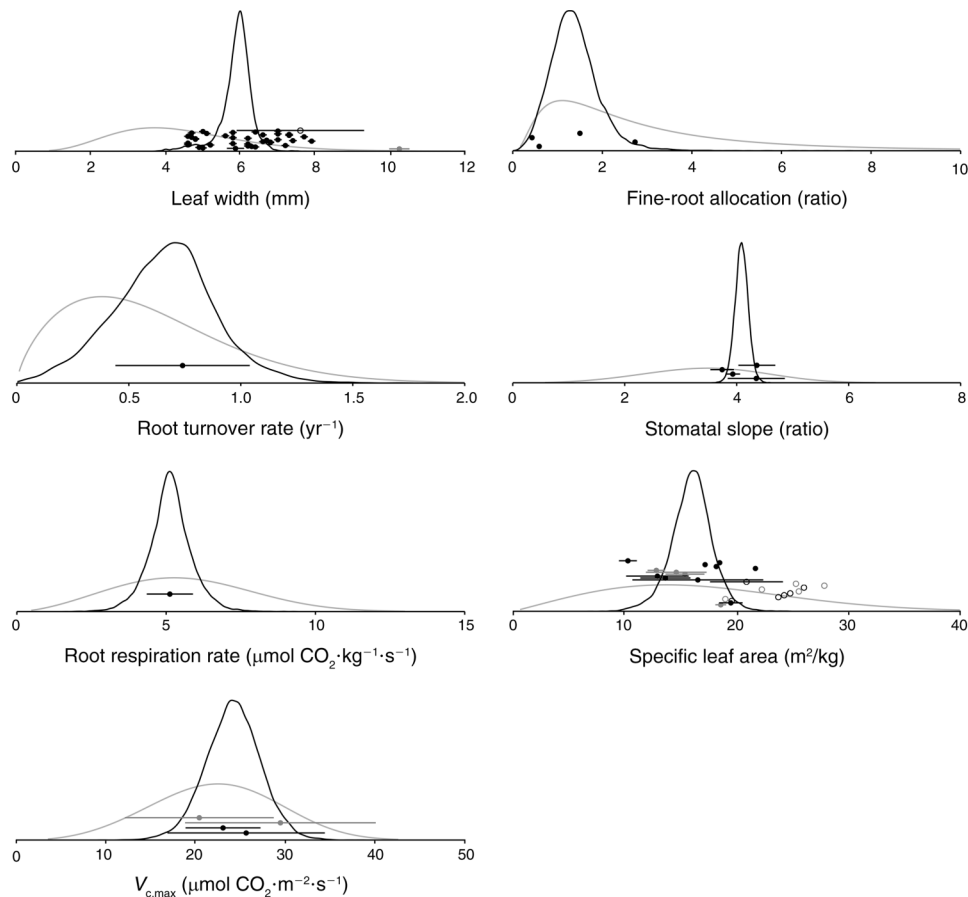 0 2 4 6 8 10 12
Leaf width (mm)
0 2 4 6 8 10
Fine-root allocation (ratio)
0 0.5 1.0 1.5 2.0
Root turnover rate (yr⁻¹)
0 2 4 6 8
Stomatal slope (ratio)
0 5 10 15
Root respiration rate (μmol CO₂·kg⁻¹·s⁻¹)
0 10 20 30 40
Specific leaf area (m²/kg)
0 10 20 30 40 50
V_c,max (μmol CO₂·m⁻²·s⁻¹)